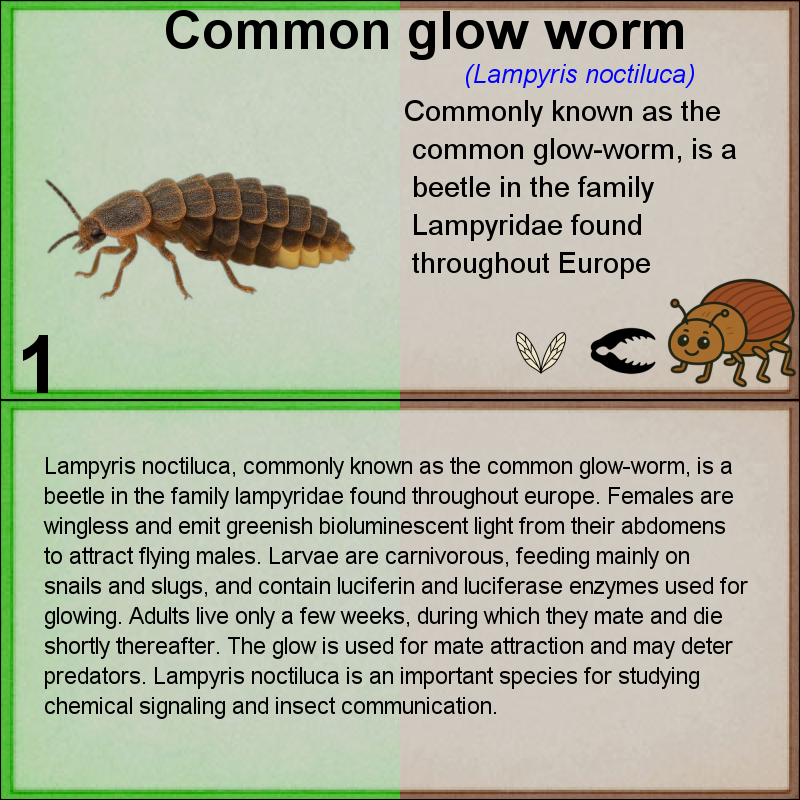 Common glow worm
(Lampyris noctiluca)
Commonly known as the
common glow-worm, is a
beetle in the family
Lampyridae found
throughout Europe
1
Lampyris noctiluca, commonly known as the common glow-worm, is a
beetle in the family lampyridae found throughout europe. Females are
wingless and emit greenish bioluminescent light from their abdomens
to attract flying males. Larvae are carnivorous, feeding mainly on
snails and slugs, and contain luciferin and luciferase enzymes used for
glowing. Adults live only a few weeks, during which they mate and die
shortly thereafter. The glow is used for mate attraction and may deter
predators. Lampyris noctiluca is an important species for studying
chemical signaling and insect communication.